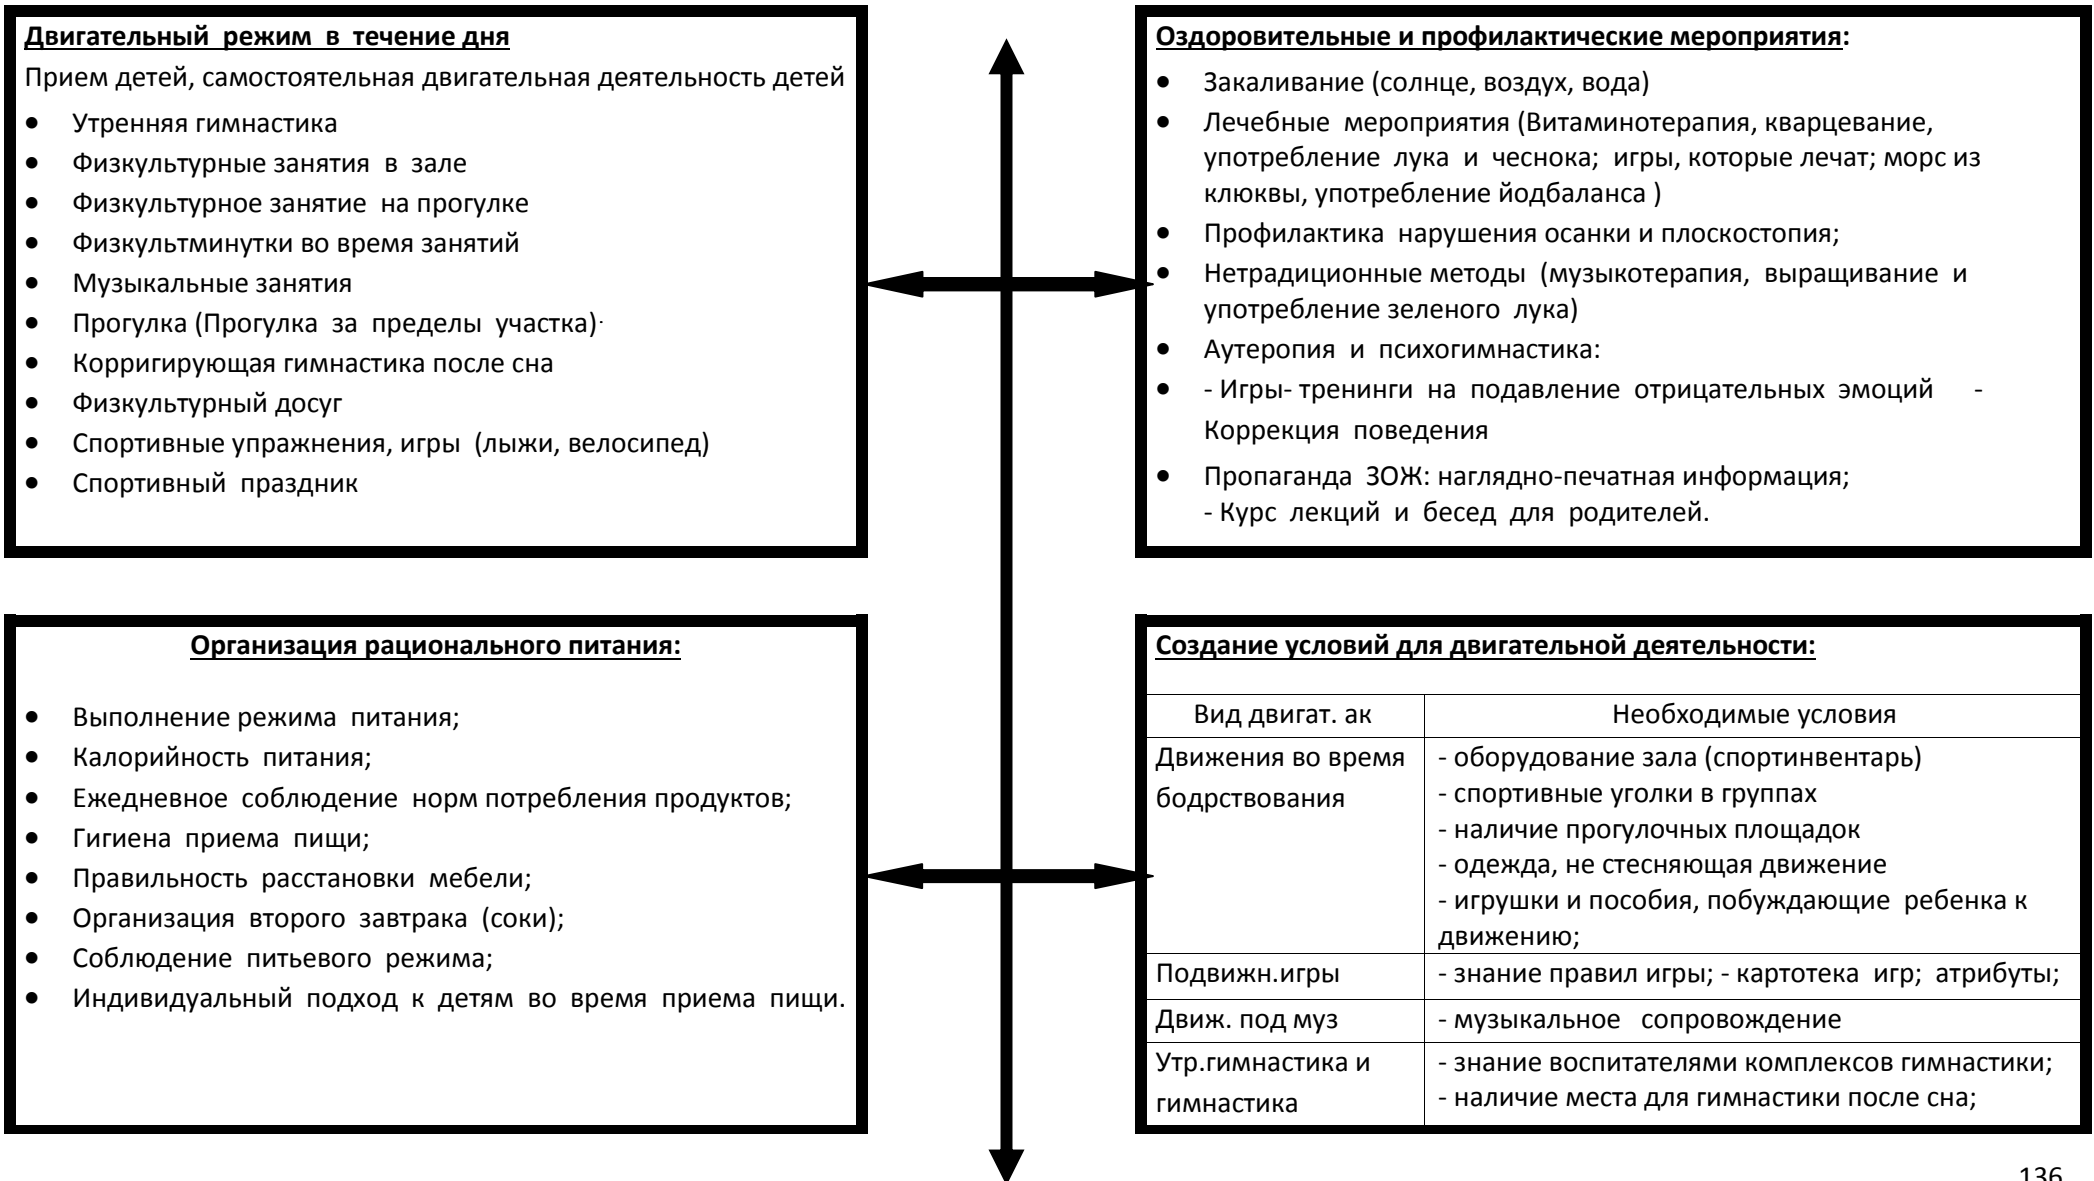 Двигательный режим в течение дня
Прием детей, самостоятельная двигательная деятельность детей
• Утренняя гимнастика
• Физкультурные занятия в зале
• Физкультурное занятие на прогулке
• Физкультминутки во время занятий
• Музыкальные занятия
• Прогулка (Прогулка за пределы участка).
• Корригирующая гимнастика после сна
• Физкультурный досуг
• Спортивные упражнения, игры (лыжи, велосипед)
• Спортивный праздник
Оздоровительные и профилактические мероприятия:
• Закаливание (солнце, воздух, вода)
• Лечебные мероприятия (Витаминотерапия, кварцевание,
употребление лука и чеснока; игры, которые лечат; морс из
клюквы, употребление йодбаланса )
• Профилактика нарушения осанки и плоскостопия;
• Нетрадиционные методы (музыкотерапия, выращивание и
употребление зеленого лука)
• Аутеропия и психогимнастика:
• - Игры- тренинги на подавление отрицательных эмоций -
Коррекция поведения
• Пропаганда ЗОЖ: наглядно-печатная информация;
- Курс лекций и бесед для родителей.
Организация рационального питания:
• Выполнение режима питания;
• Калорийность питания;
• Ежедневное соблюдение норм потребления продуктов;
• Гигиена приема пищи;
• Правильность расстановки мебели;
• Организация второго завтрака (соки);
• Соблюдение питьевого режима;
• Индивидуальный подход к детям во время приема пищи.
Создание условий для двигательной деятельности:
Вид двигат. ак
Необходимые условия
Движения во время
бодрствования
- оборудование зала (спортинвентарь)
- спортивные уголки в группах
- наличие прогулочных площадок
- одежда, не стесняющая движение
- игрушки и пособия, побуждающие ребенка к
движению;
Подвижн.игры
- знание правил игры; - картотека игр; атрибуты;
Движ. под муз
- музыкальное сопровождение
Утр.гимнастика и
гимнастика
- знание воспитателями комплексов гимнастики;
- наличие места для гимнастики после сна;
136